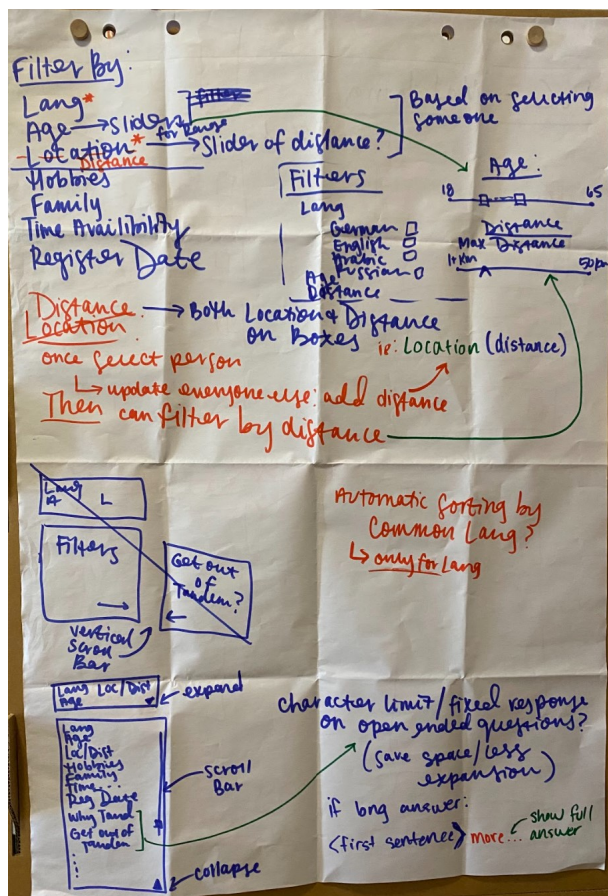 Filter By:
Lang*
Age → Sliders for range
Location* → Slider of distance?
Distance
Hobbies
Family
Time Availibility
Register Date
Based on selecting someone
Filters
Lang
German
English
Arabic
Russian
Age
Distance
Age:
18 65
Distance
Max Distance
1+ km 50 km
Distance → Both Location & Distance
Location on Boxes
ie: Location (distance)
once select person
↳ update everyone else: add distance
Then can filter by distance
Lang L
Filters
Get out
of
Tandem?
vertical
scroll
Bar
Automatic Sorting by
Common Lang?
↳ only for Lang
Lang Loc/Dist
Age
← expand
Lang
Age
Loc/Dist
Hobbies
Family
Time...
Reg Date
Why Tand
Get out of
Tandem
scroll
Bar
collapse
character limit/fixed response
on open ended questions?
(save space/less
expansion)
if long answer:
<first sentence> more...
show full
answer